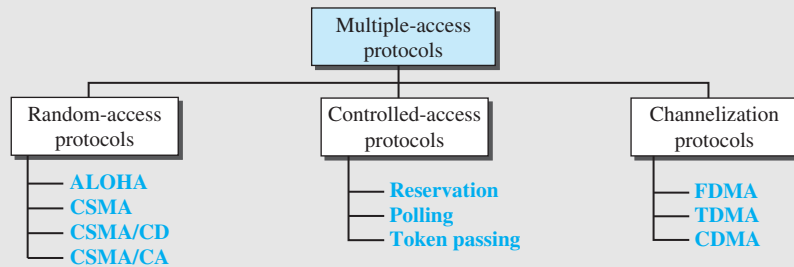 Multiple-access
protocols
Random-access
protocols
Controlled-access
protocols
Channelization
protocols
ALOHA
CSMA
CSMA/CD
CSMA/CA
Reservation
Polling
Token passing
FDMA
TDMA
CDMA